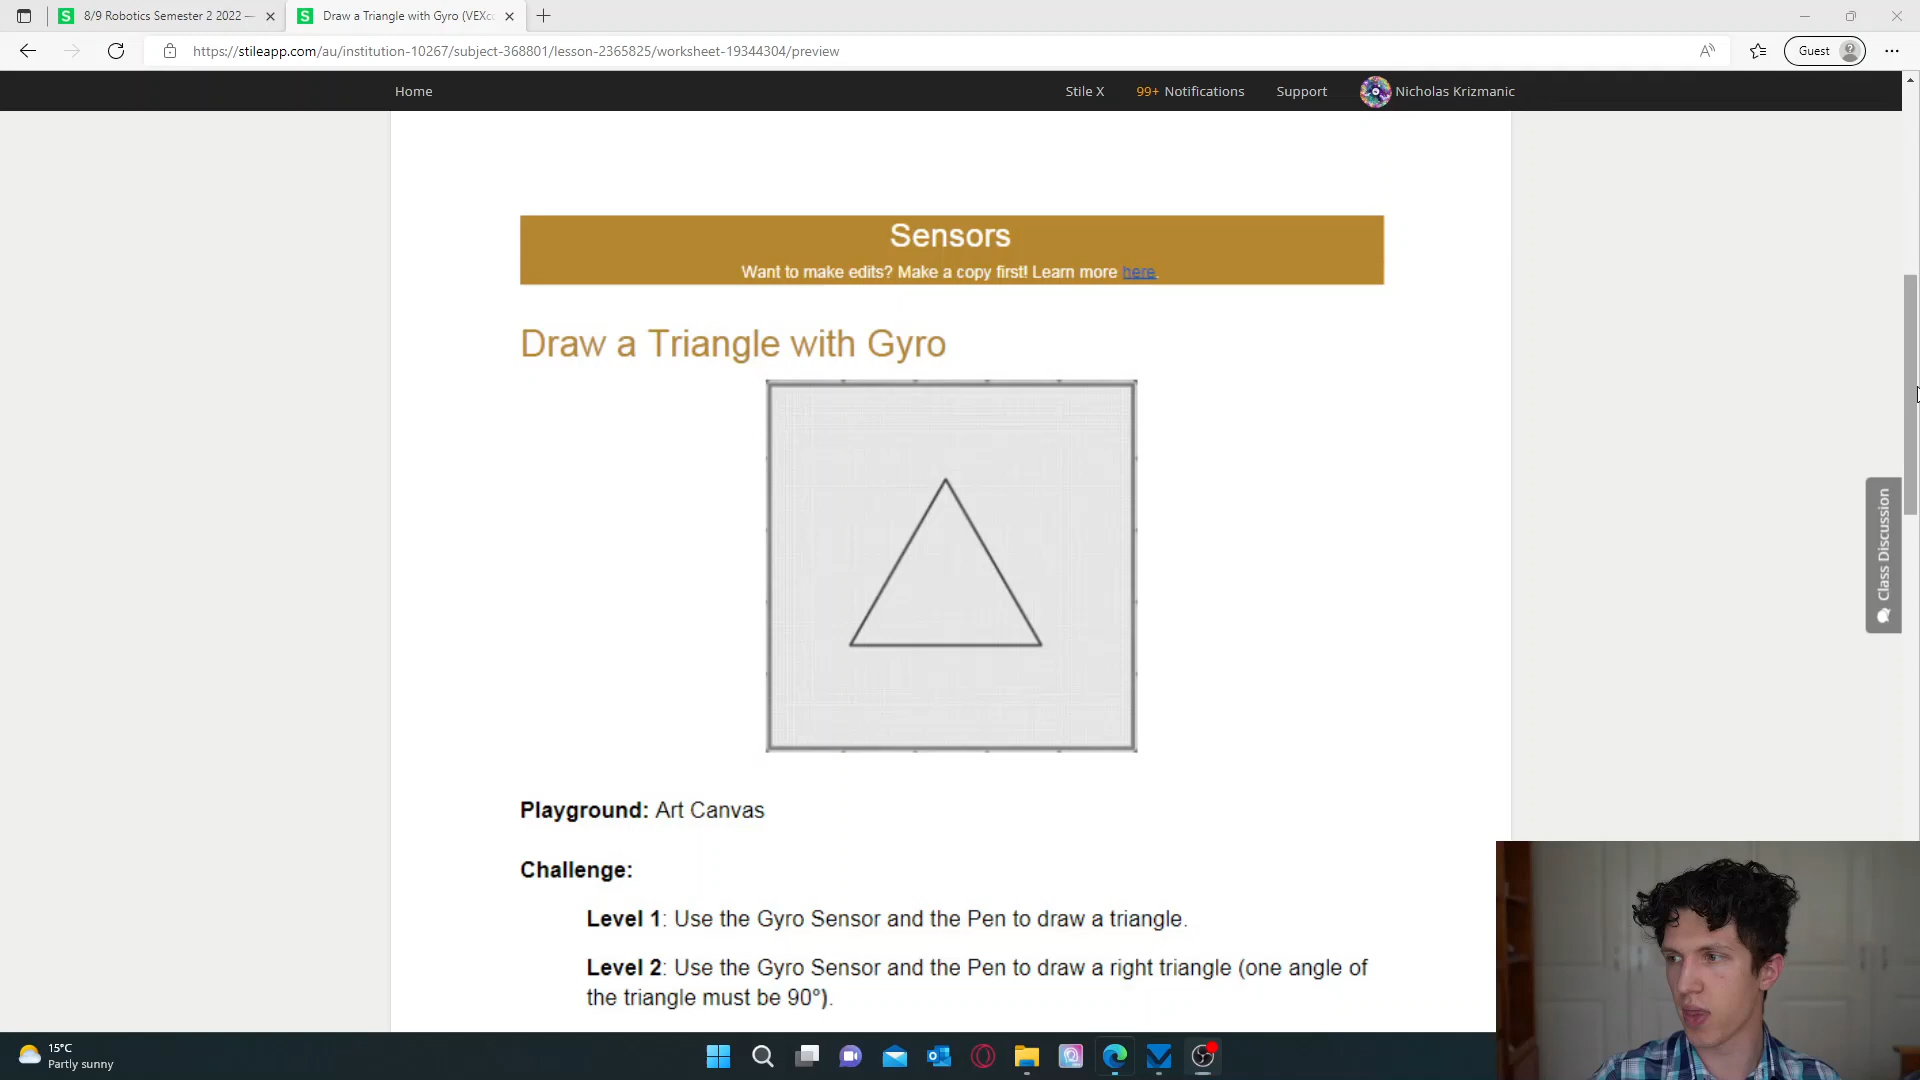 8/9 Robotics Semester 2 2022 —
Draw a Triangle with Gyro (VEXc
https://stileapp.com/au/institution-10267/subject-368801/lesson-2365825/worksheet-19344304/preview
Guest
Home
Stile X
99+ Notifications
Support
Nicholas Krizmanic
Sensors
Want to make edits? Make a copy first! Learn more here.
Draw a Triangle with Gyro
Class Discussion
Playground: Art Canvas
Challenge:
Level 1: Use the Gyro Sensor and the Pen to draw a triangle.
Level 2: Use the Gyro Sensor and the Pen to draw a right triangle (one angle of
the triangle must be 90°).
15°C
Partly sunny